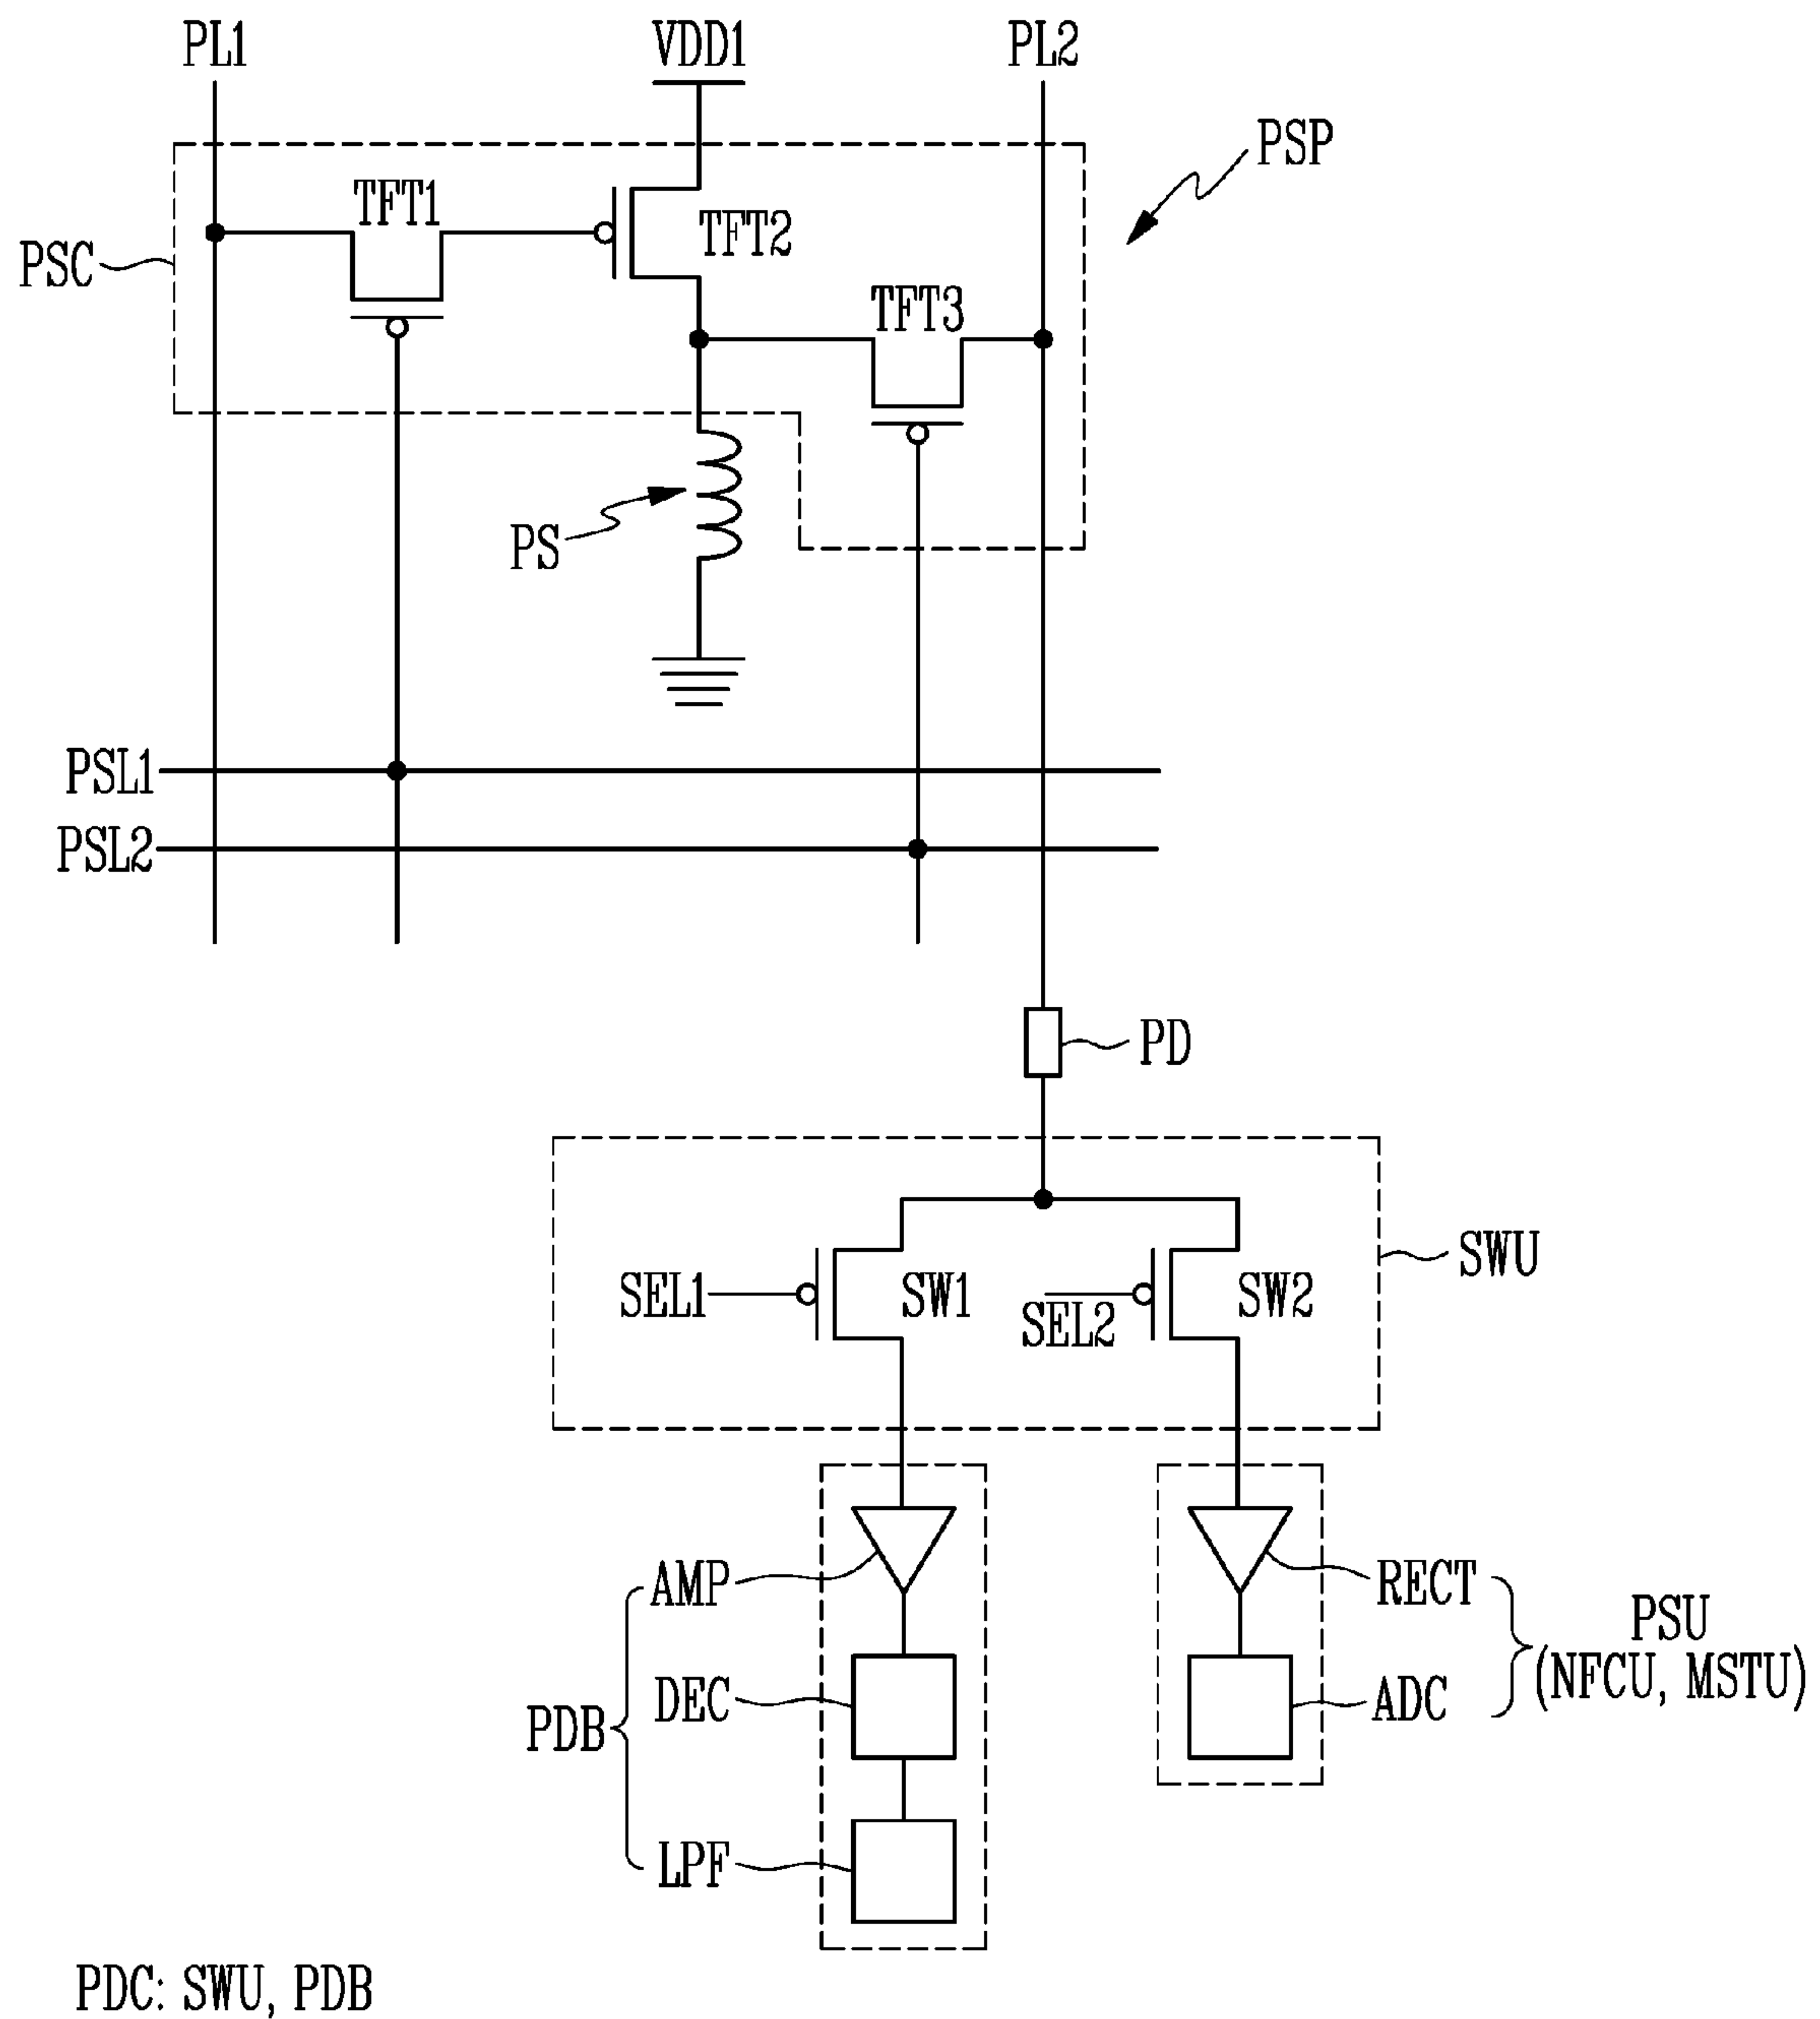 PL1
VDD1
PL2
PSP
TFT1
TFT2
PSC
TFT3
PS
PSL1
PSL2
PD
SWU
SEL1
SW1
SEL2
SW2
AMP
RECT
PSU
(NFCU, MSTU)
DEC
ADC
PDB
LPF
PDC: SWU, PDB